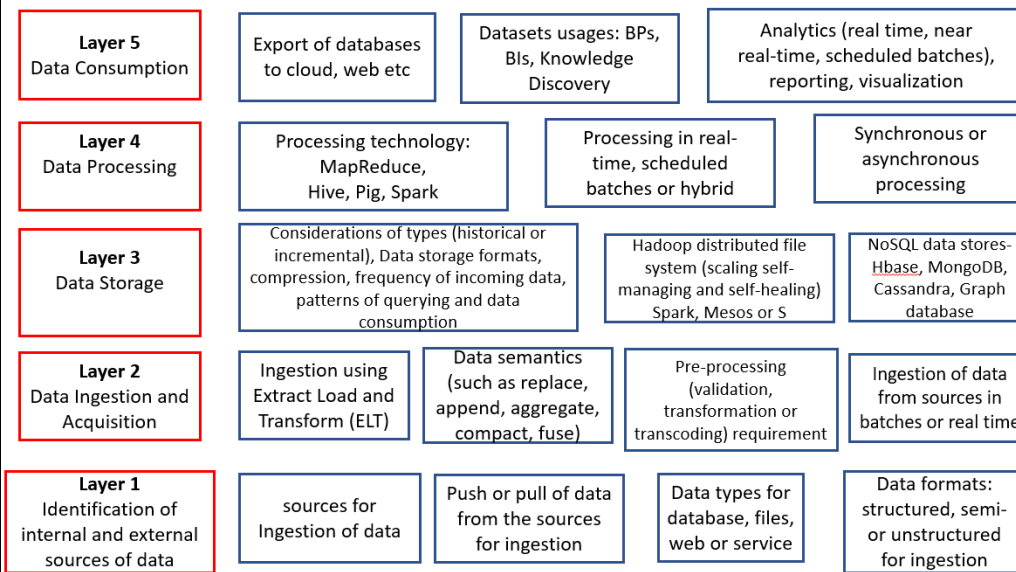 Layer 5
Data Consumption
Export of databases
to cloud, web etc
Datasets usages: BPs,
BIs, Knowledge
Discovery
Analytics (real time, near
real-time, scheduled batches),
reporting, visualization
Layer 4
Data Processing
Processing technology:
MapReduce,
Hive, Pig, Spark
Processing in real-
time, scheduled
batches or hybrid
Synchronous or
asynchronous
processing
Layer 3
Data Storage
Considerations of types (historical or
incremental), Data storage formats,
compression, frequency of incoming data,
patterns of querying and data
consumption
Hadoop distributed file
system (scaling self-
managing and self-healing)
Spark, Mesos or S
NoSQL data stores-
Hbase, MongoDB,
Cassandra, Graph
database
Layer 2
Data Ingestion and
Acquisition
Ingestion using
Extract Load and
Transform (ELT)
Data semantics
(such as replace,
append, aggregate,
compact, fuse)
Pre-processing
(validation,
transformation or
transcoding) requirement
Ingestion of data
from sources in
batches or real time
Layer 1
Identification of
internal and external
sources of data
sources for
Ingestion of data
Push or pull of data
from the sources
for ingestion
Data types for
database, files,
web or service
Data formats:
structured, semi-
or unstructured
for ingestion